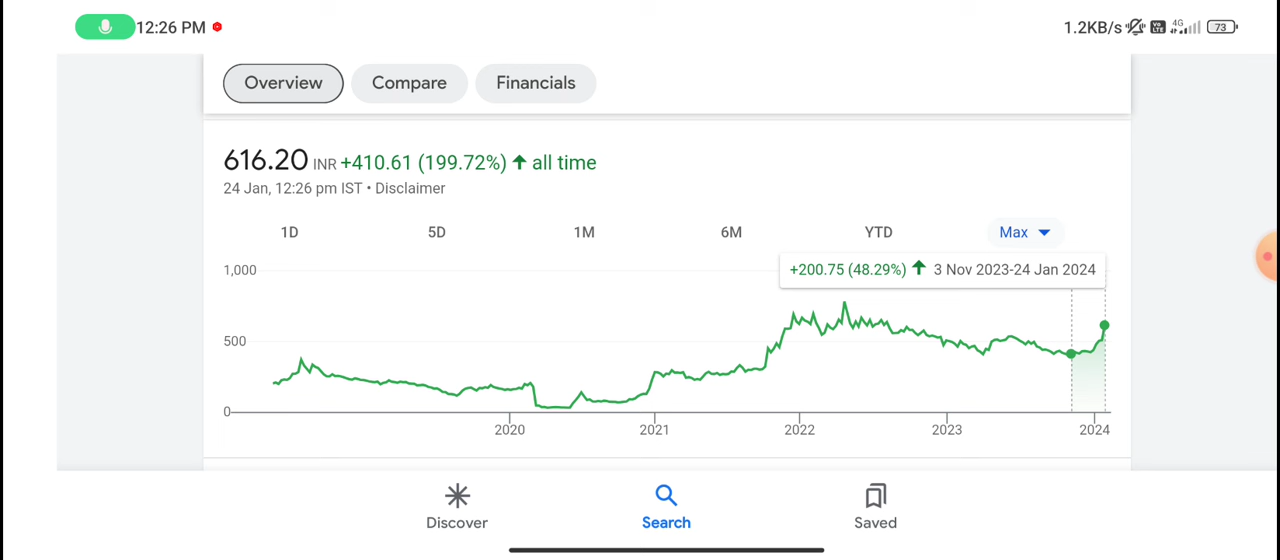 12:26 PM 1.2KB/s Vo LTE 4G 73
Overview Compare Financials
616.20 INR +410.61 (199.72%) ↑ all time
24 Jan, 12:26 pm IST • Disclaimer
1D 5D 1M 6M YTD Max
+200.75 (48.29%) ↑ 3 Nov 2023-24 Jan 2024
1,000
500
0
2020 2021 2022 2023 2024
Discover Search Saved